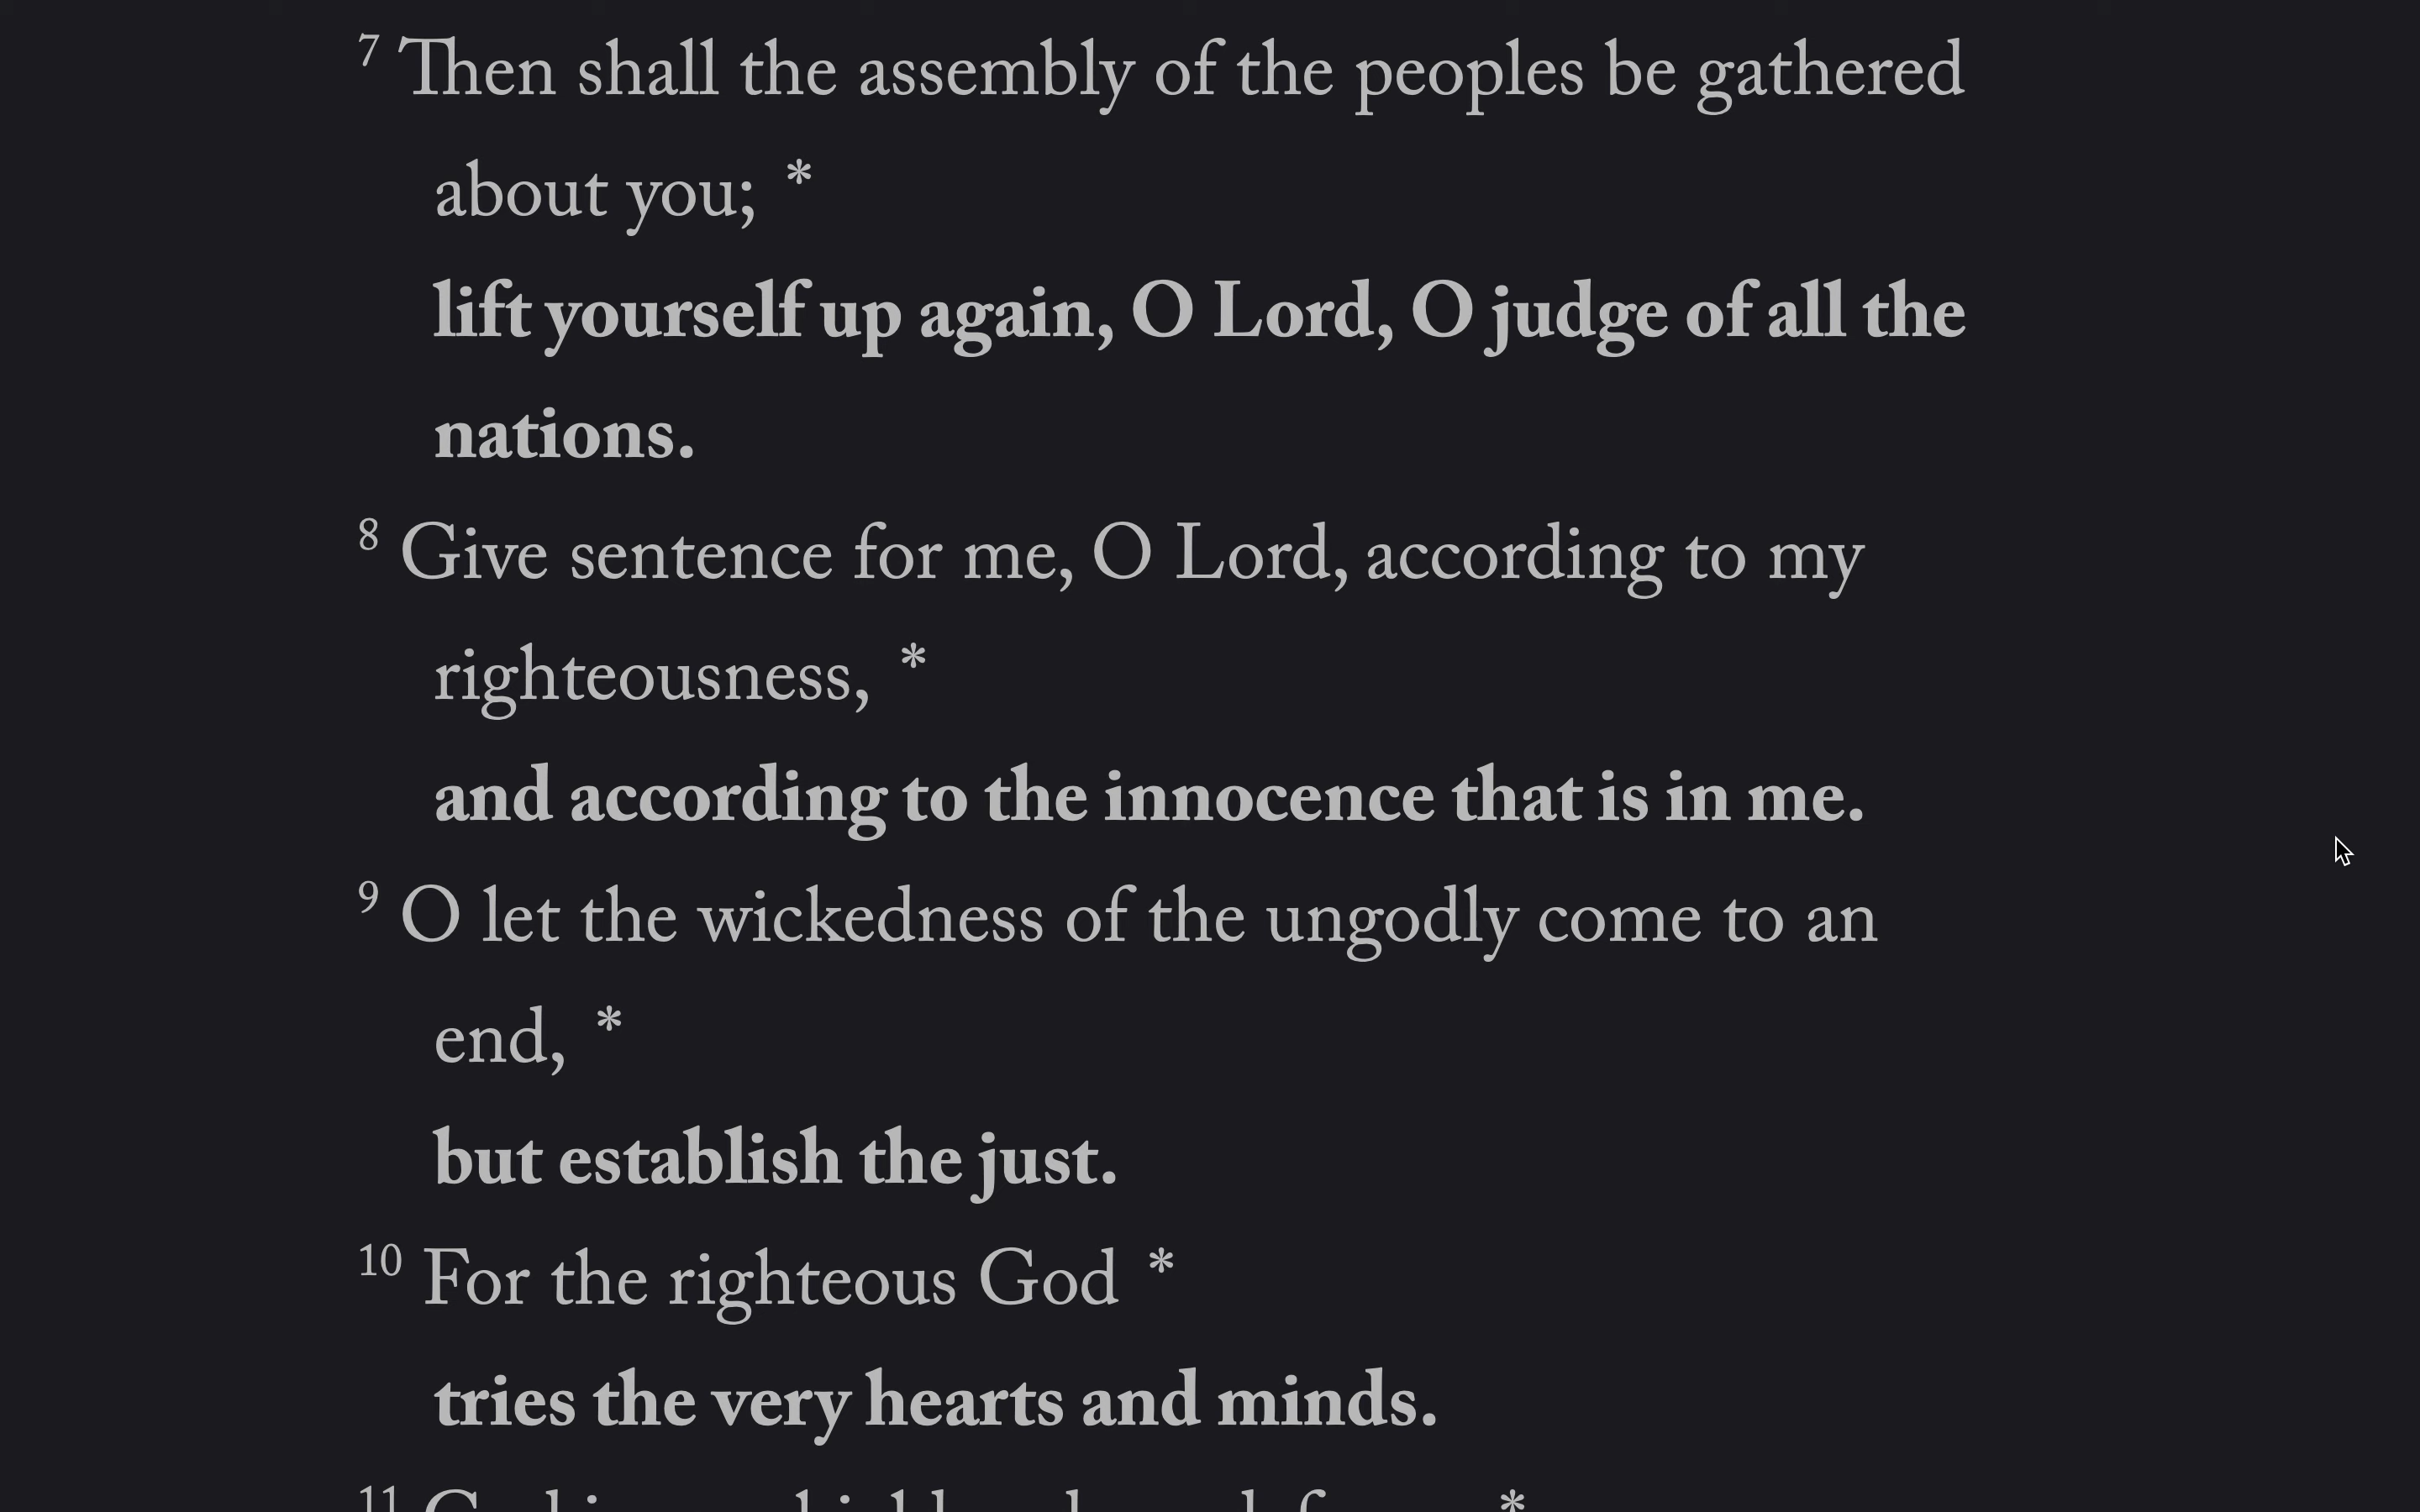 7 Then shall the assembly of the peoples be gathered
about you; *
lift yourself up again, O Lord, O judge of all the
nations.
8 Give sentence for me, O Lord, according to my
righteousness, *
and according to the innocence that is in me.
9 O let the wickedness of the ungodly come to an
end, *
but establish the just.
10 For the righteous God *
tries the very hearts and minds.
11